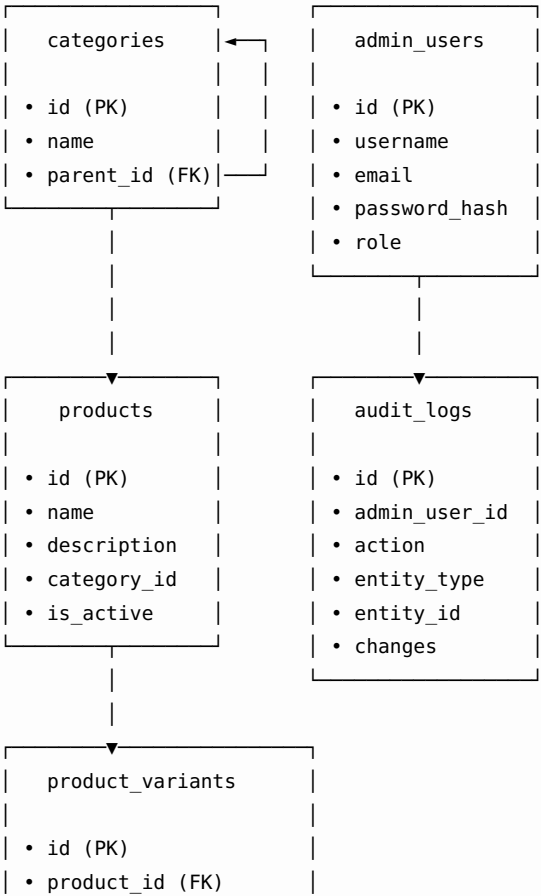 categories
• id (PK)
• name
• parent_id (FK)
admin_users
• id (PK)
• username
• email
• password_hash
• role
products
• id (PK)
• name
• description
• category_id
• is_active
audit_logs
• id (PK)
• admin_user_id
• action
• entity_type
• entity_id
• changes
product_variants
• id (PK)
• product_id (FK)